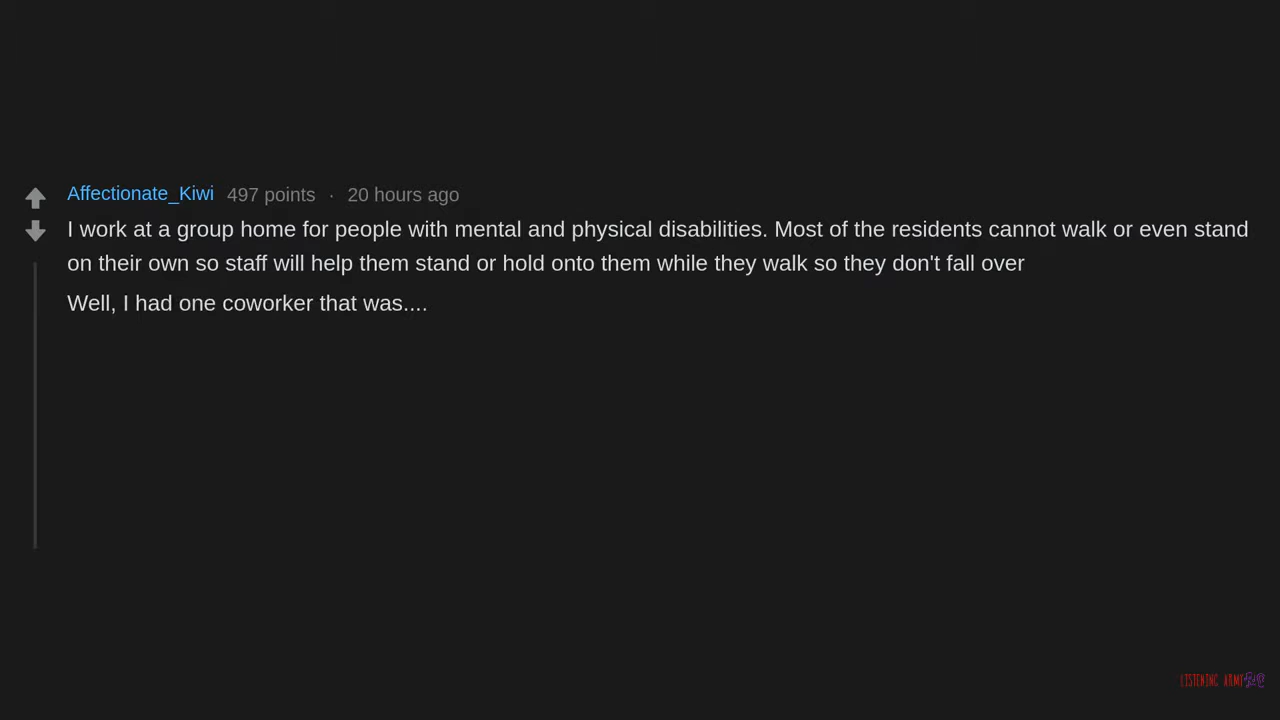 Affectionate_Kiwi 497 points · 20 hours ago
I work at a group home for people with mental and physical disabilities. Most of the residents cannot walk or even stand
on their own so staff will help them stand or hold onto them while they walk so they don't fall over
Well, I had one coworker that was....
LISTENING ARMY